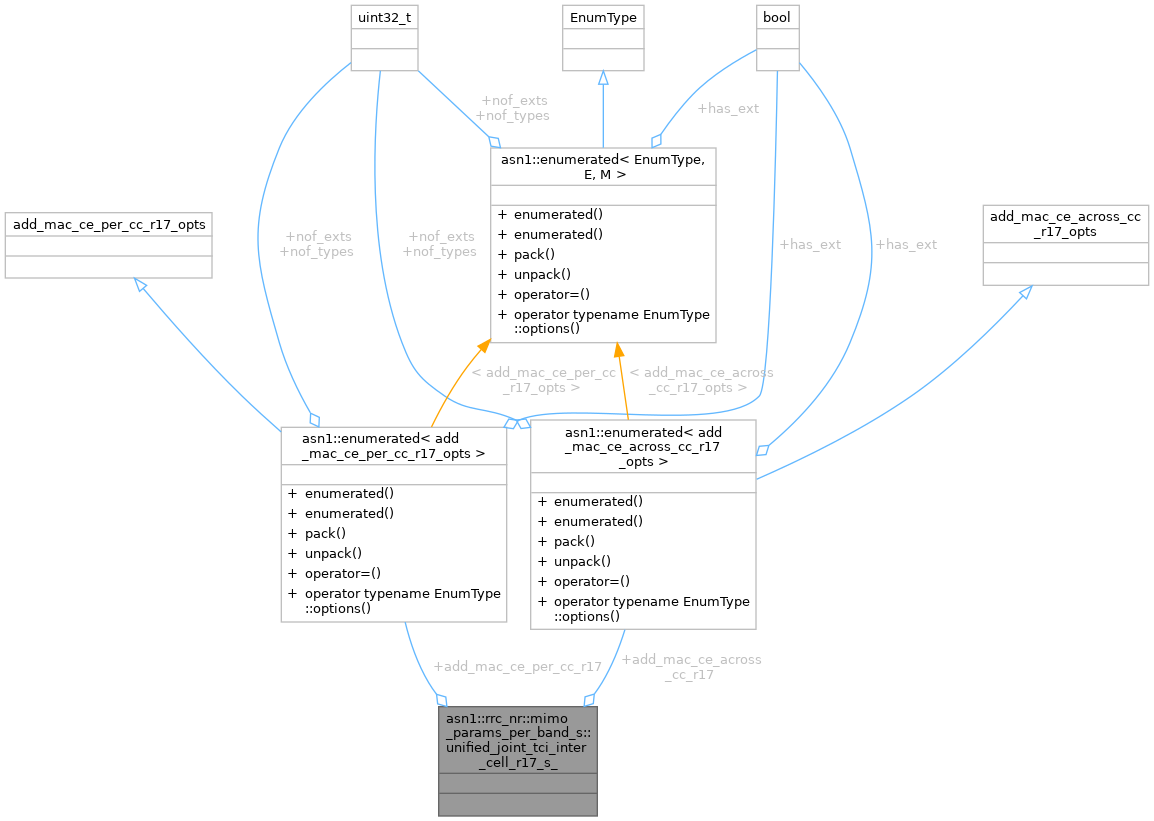 uint32_t
EnumType
bool
+nof_exts
+nof_types
+has_ext
asn1::enumerated< EnumType,
E, M >
+ enumerated()
+ enumerated()
+ pack()
+ unpack()
+ operator=()
+ operator typename EnumType
::options()
add_mac_ce_per_cc_r17_opts
add_mac_ce_across_cc
_r17_opts
+nof_exts
+nof_types
+nof_exts
+nof_types
+has_ext
+has_ext
< add_mac_ce_per_cc
_r17_opts >
< add_mac_ce_across
_cc_r17_opts >
asn1::enumerated< add
_mac_ce_per_cc_r17_opts >
+ enumerated()
+ enumerated()
+ pack()
+ unpack()
+ operator=()
+ operator typename EnumType
::options()
asn1::enumerated< add
_mac_ce_across_cc_r17
_opts >
+ enumerated()
+ enumerated()
+ pack()
+ unpack()
+ operator=()
+ operator typename EnumType
::options()
+add_mac_ce_per_cc_r17
+add_mac_ce_across
_cc_r17
asn1::rrc_nr::mimo
_params_per_band_s::
unified_joint_tci_inter
_cell_r17_s_